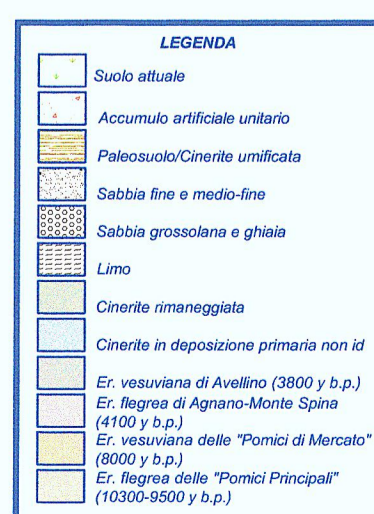 LEGENDA
Suolo attuale
Accumulo artificiale unitario
Paleosuolo/Cinerite umificata
Sabbia fine e medio-fine
Sabbia grossolana e ghiaia
Limo
Cinerite rimaneggiata
Cinerite in deposizione primaria non id
Er. vesuviana di Avellino (3800 y b.p.)
Er. flegrea di Agnano-Monte Spina
(4100 y b.p.)
Er. vesuviana delle "Pomici di Mercato"
(8000 y b.p.)
Er. flegrea delle "Pomici Principali"
(10300-9500 y b.p.)